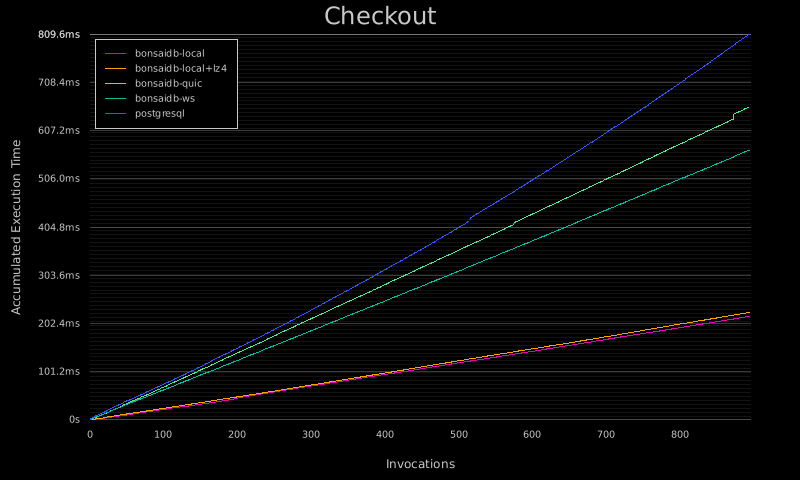 Checkout
809.6ms
708.4ms
607.2ms
506.0ms
404.8ms
303.6ms
202.4ms
101.2ms
0s
Accumulated Execution Time
bonsaidb-local
bonsaidb-local+lz4
bonsaidb-quic
bonsaidb-ws
postgresql
0 100 200 300 400 500 600 700 800
Invocations